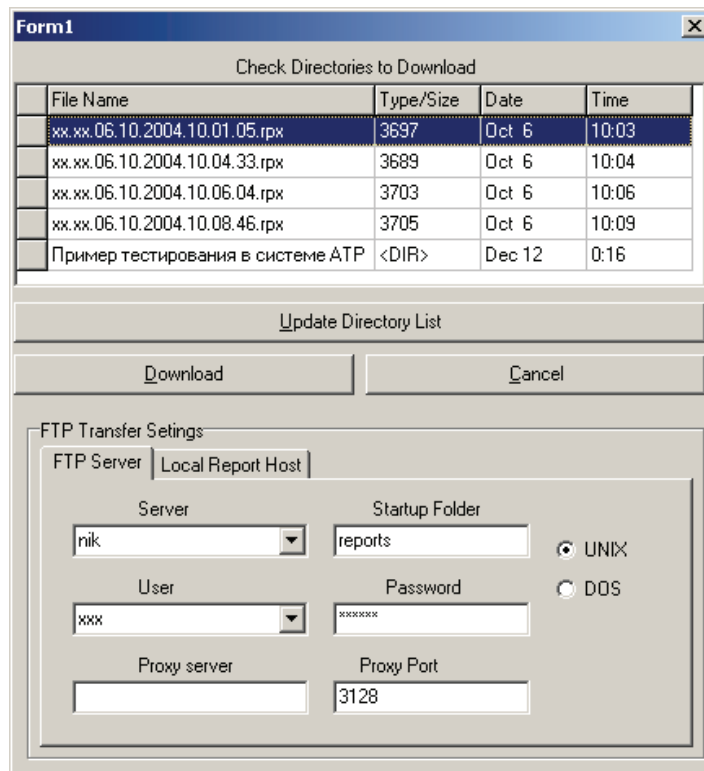 Form1
Check Directories to Download
File Name Type/Size Date Time
xx.xx.06.10.2004.10.01.05.rpx 3697 Oct 6 10:03
xx.xx.06.10.2004.10.04.33.rpx 3689 Oct 6 10:04
xx.xx.06.10.2004.10.06.04.rpx 3703 Oct 6 10:06
xx.xx.06.10.2004.10.08.46.rpx 3705 Oct 6 10:09
Пример тестирования в системе АТР <DIR> Dec 12 0:16
Update Directory List
Download Cancel
FTP Transfer Setings
FTP Server Local Report Host
Server Startup Folder
nik reports UNIX
User Password DOS
xxx ******
Proxy server Proxy Port
3128